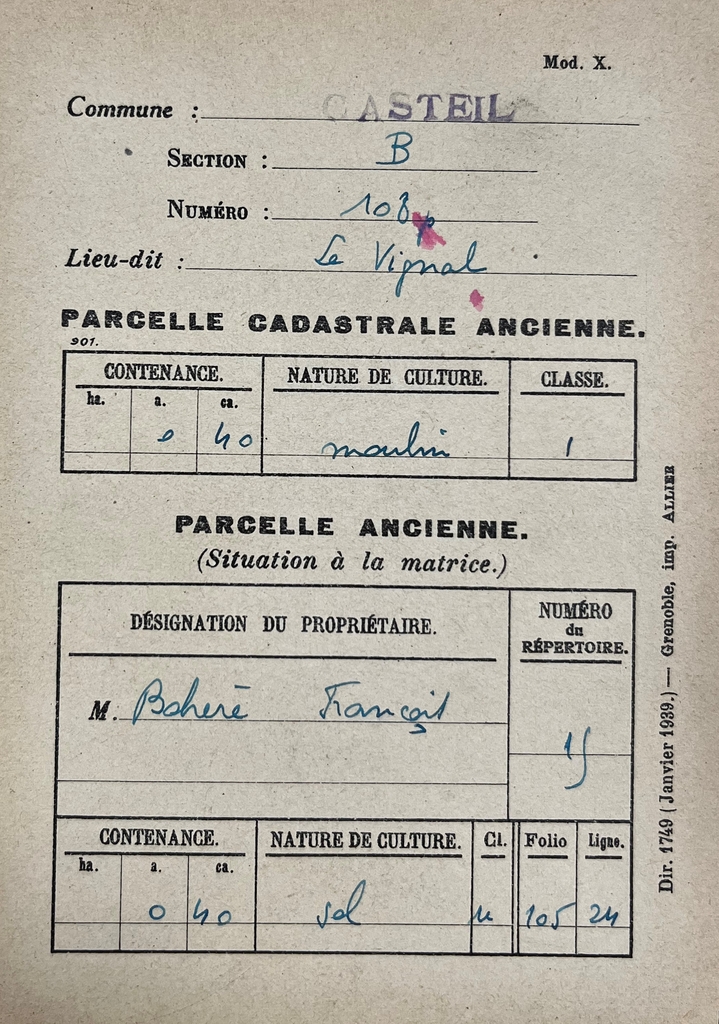 Mod. X.
Commune : CASTEIL
SECTION : B
NUMÉRO : 108p
Lieu-dit : Le Vignal
PARCELLE CADASTRALE ANCIENNE.
901.
CONTENANCE. NATURE DE CULTURE. CLASSE.
ha. a. ca.
0 40 moulin 1
PARCELLE ANCIENNE.
(Situation à la matrice.)
DÉSIGNATION DU PROPRIÉTAIRE. NUMÉRO du RÉPERTOIRE.
M. Boheré François
15
CONTENANCE. NATURE DE CULTURE. Cl. Folio Ligne.
ha. a. ca.
0 40 sol 105 24
Dir. 1749 (Janvier 1939.) — Grenoble, imp. ALLIER